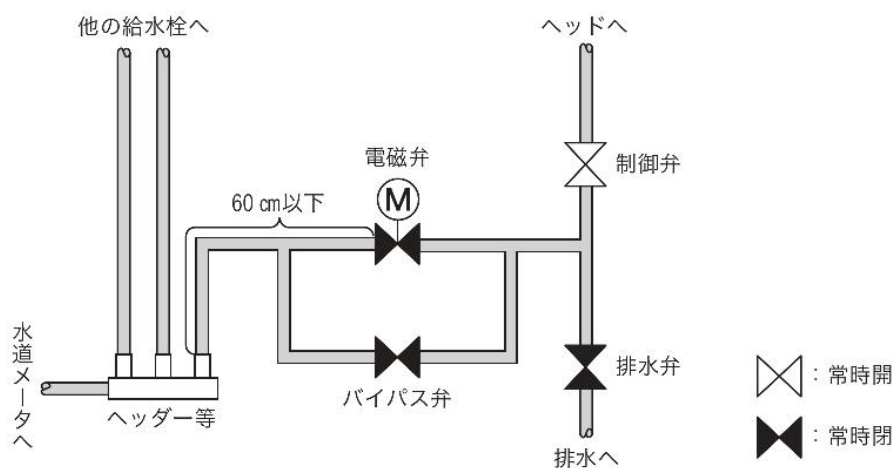 他の給水栓へ
ヘッドへ
電磁弁
M
制御弁
60 cm以下
水道メータへ
ヘッダー等
バイパス弁
排水弁
排水へ
：常時開
：常時閉